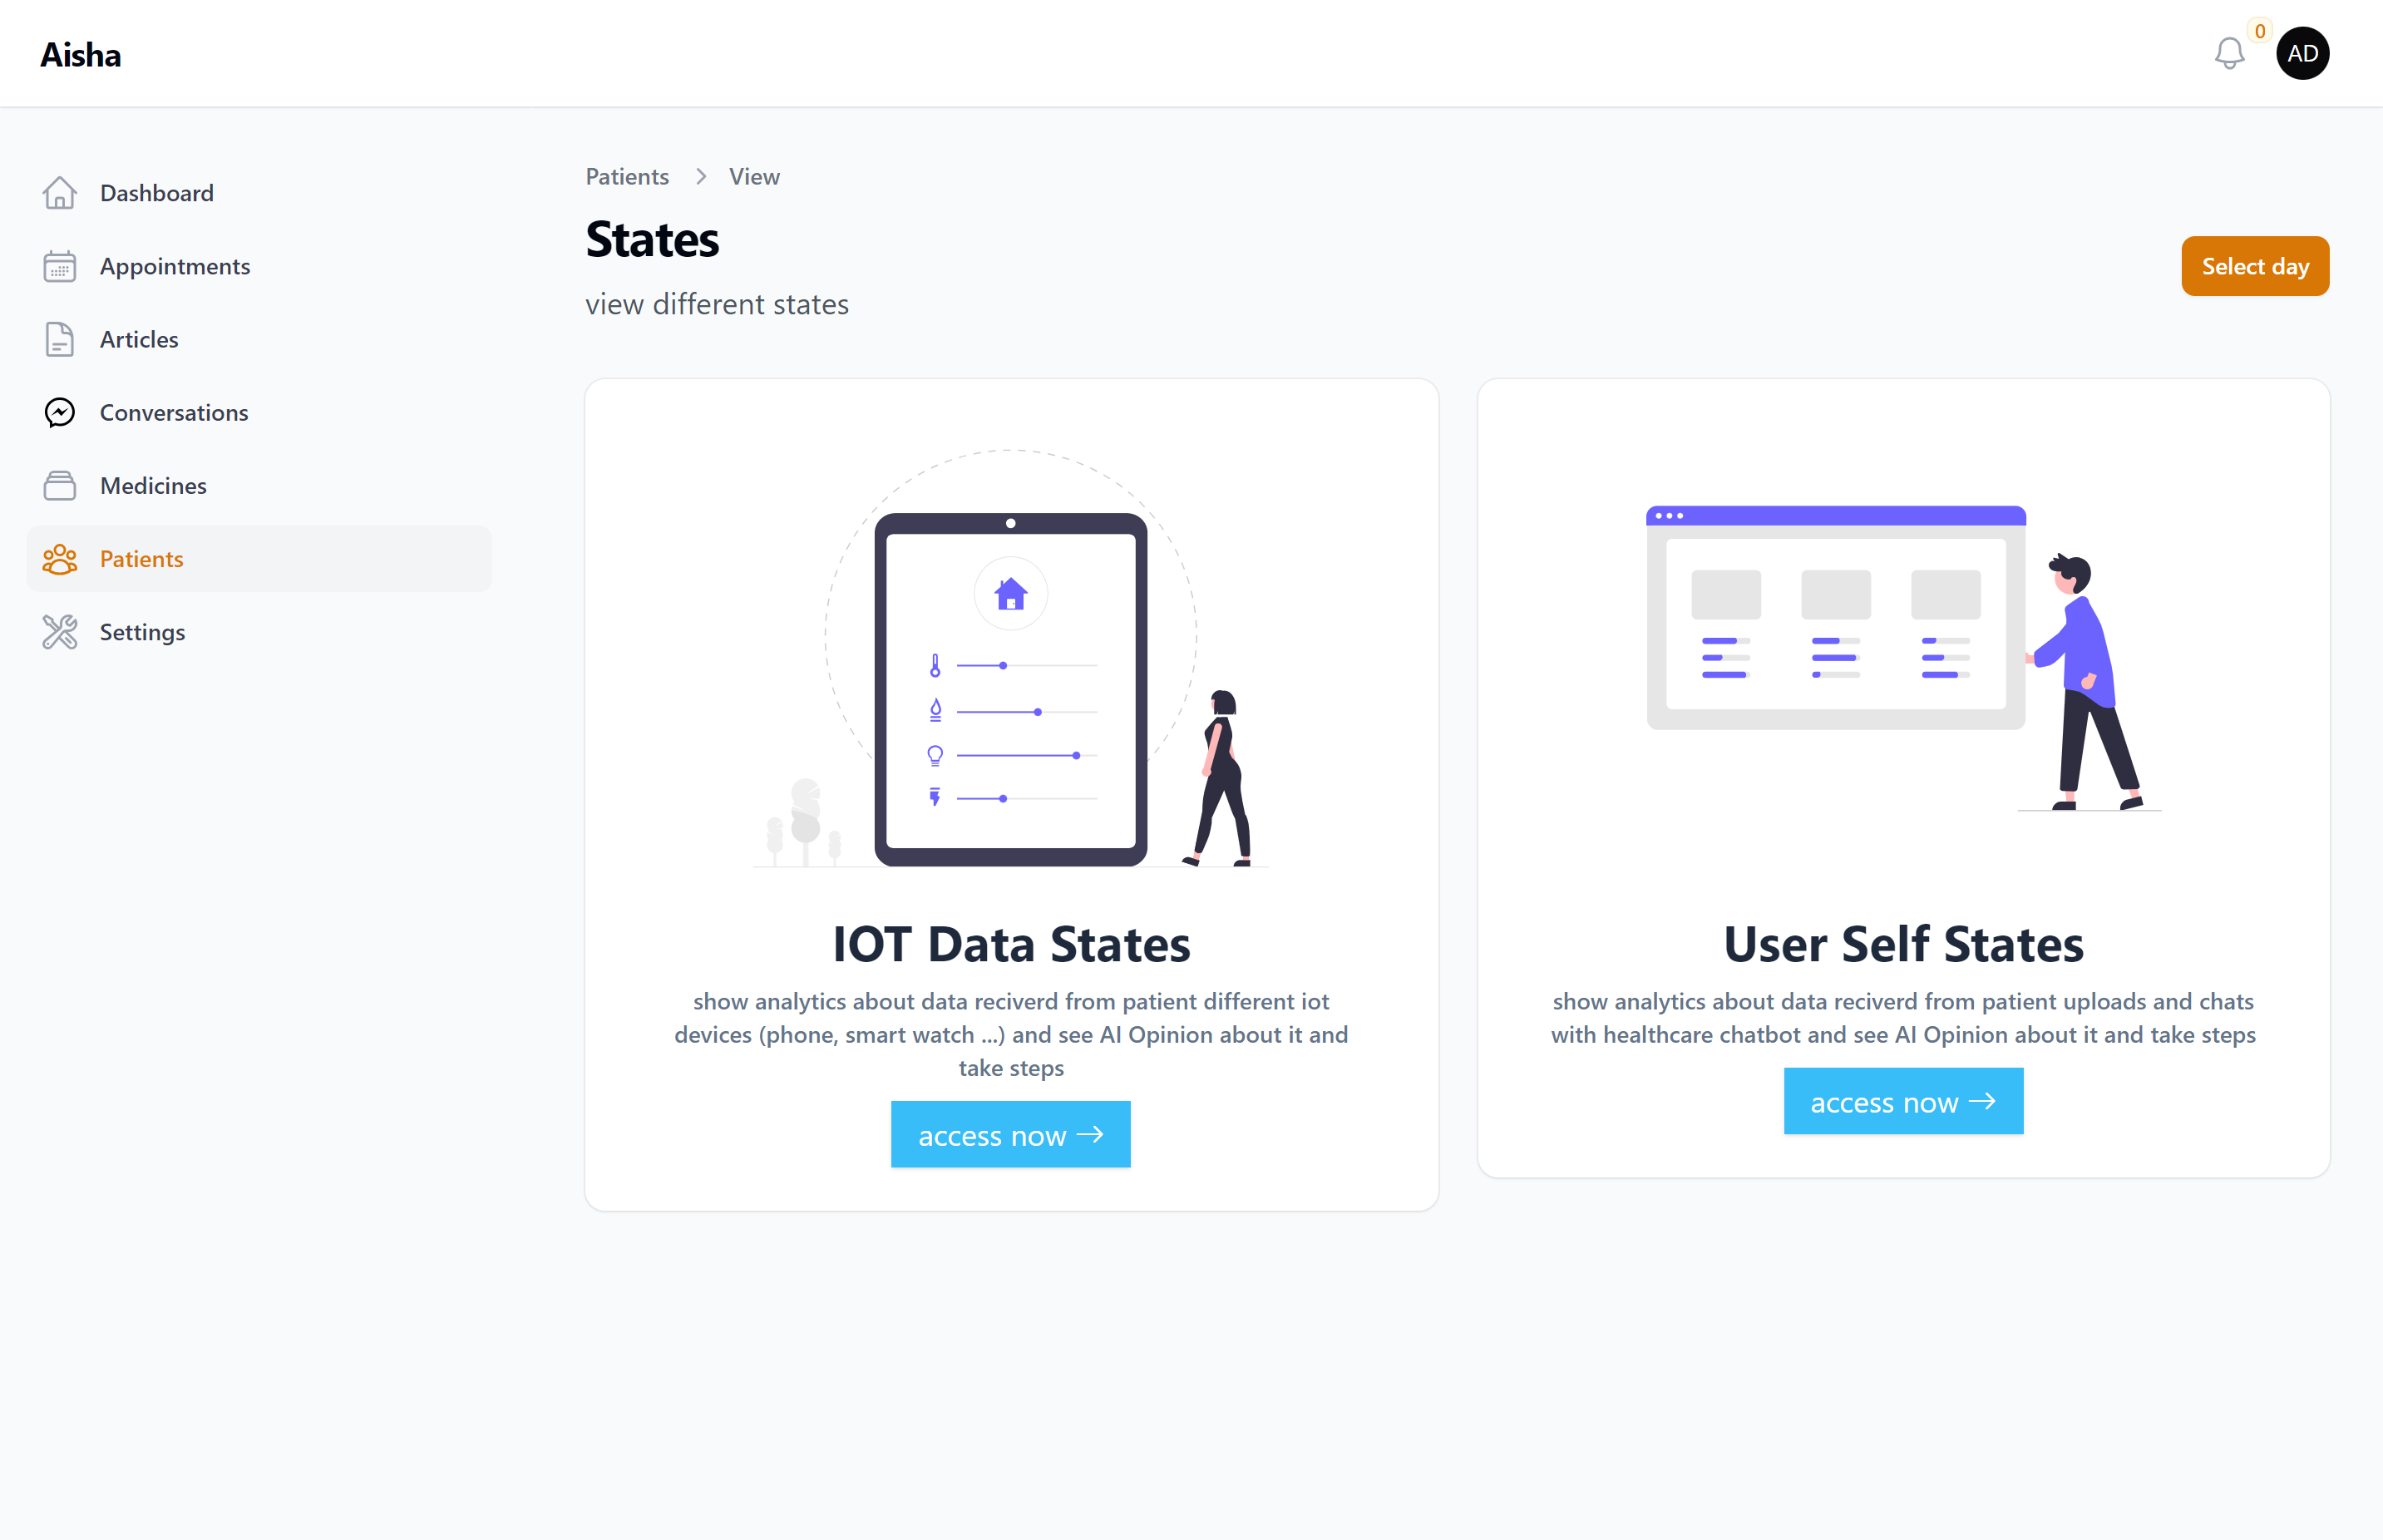 Aisha
0
AD
Dashboard
Appointments
Articles
Conversations
Medicines
Patients
Settings
Patients > View
States
view different states
Select day
IOT Data States
show analytics about data reciverd from patient different iot
devices (phone, smart watch ...) and see AI Opinion about it and
take steps
access now →
User Self States
show analytics about data reciverd from patient uploads and chats
with healthcare chatbot and see AI Opinion about it and take steps
access now →